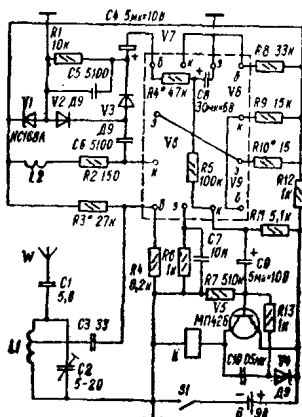 C4 5мк×10В
R1
10к
C5 5100
V1
КС168А
V2 Д9
V3
Д9
C6 5100
L2
R2 150
R3* 27к
V7
б
к
э
б
R4* 47к
C8
30мк×6В
V6
R8 33к
R9 15к
R10* 15
э
V8
R5
100к
V9
к
к
б
R12
1к
R11 5,1к
W
C1
5,6
C3 33
L1
C2
5-20
б
э
R4
8,2к
R6
1к
C7
10н
C9
5мк×10В
R7 510к
V5
МП42Б
R13
1к
K
C10 05мк
V4
Д9
S1
Б
9В